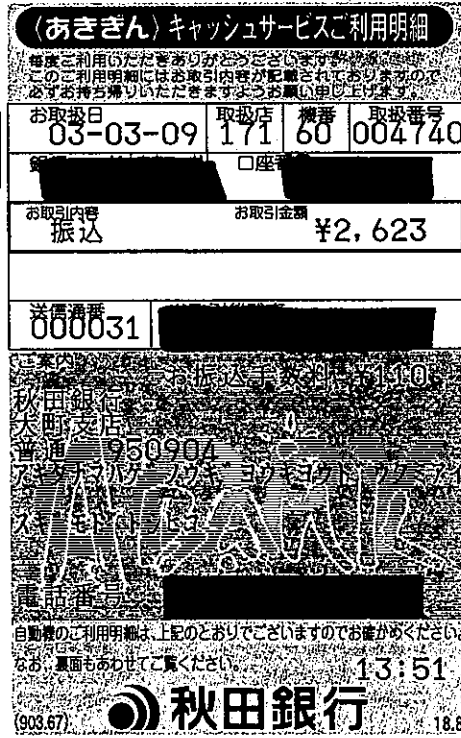 〈あきぎん〉キャッシュサービスご利用明細
毎度ご利用いただきありがとうございます。
このご利用明細にはお取引内容が記載されておりますので
必ずお持ち帰りいただきますようお願い申し上げます。
お取扱日 取扱店 機番 取扱番号
03-03-09 171 60 004740
お取引内容 お取引金額
振込 ¥2,623
送信通番
000031
ご案内
お振込手数料 ¥110
秋田銀行
大町支店
普通 950904
電話番号
自動機のご利用明細は、上記のとおりでございますのでお確かめください
なお、裏面もあわせてご覧ください。
13:51
秋田銀行
(903.67) 18.8